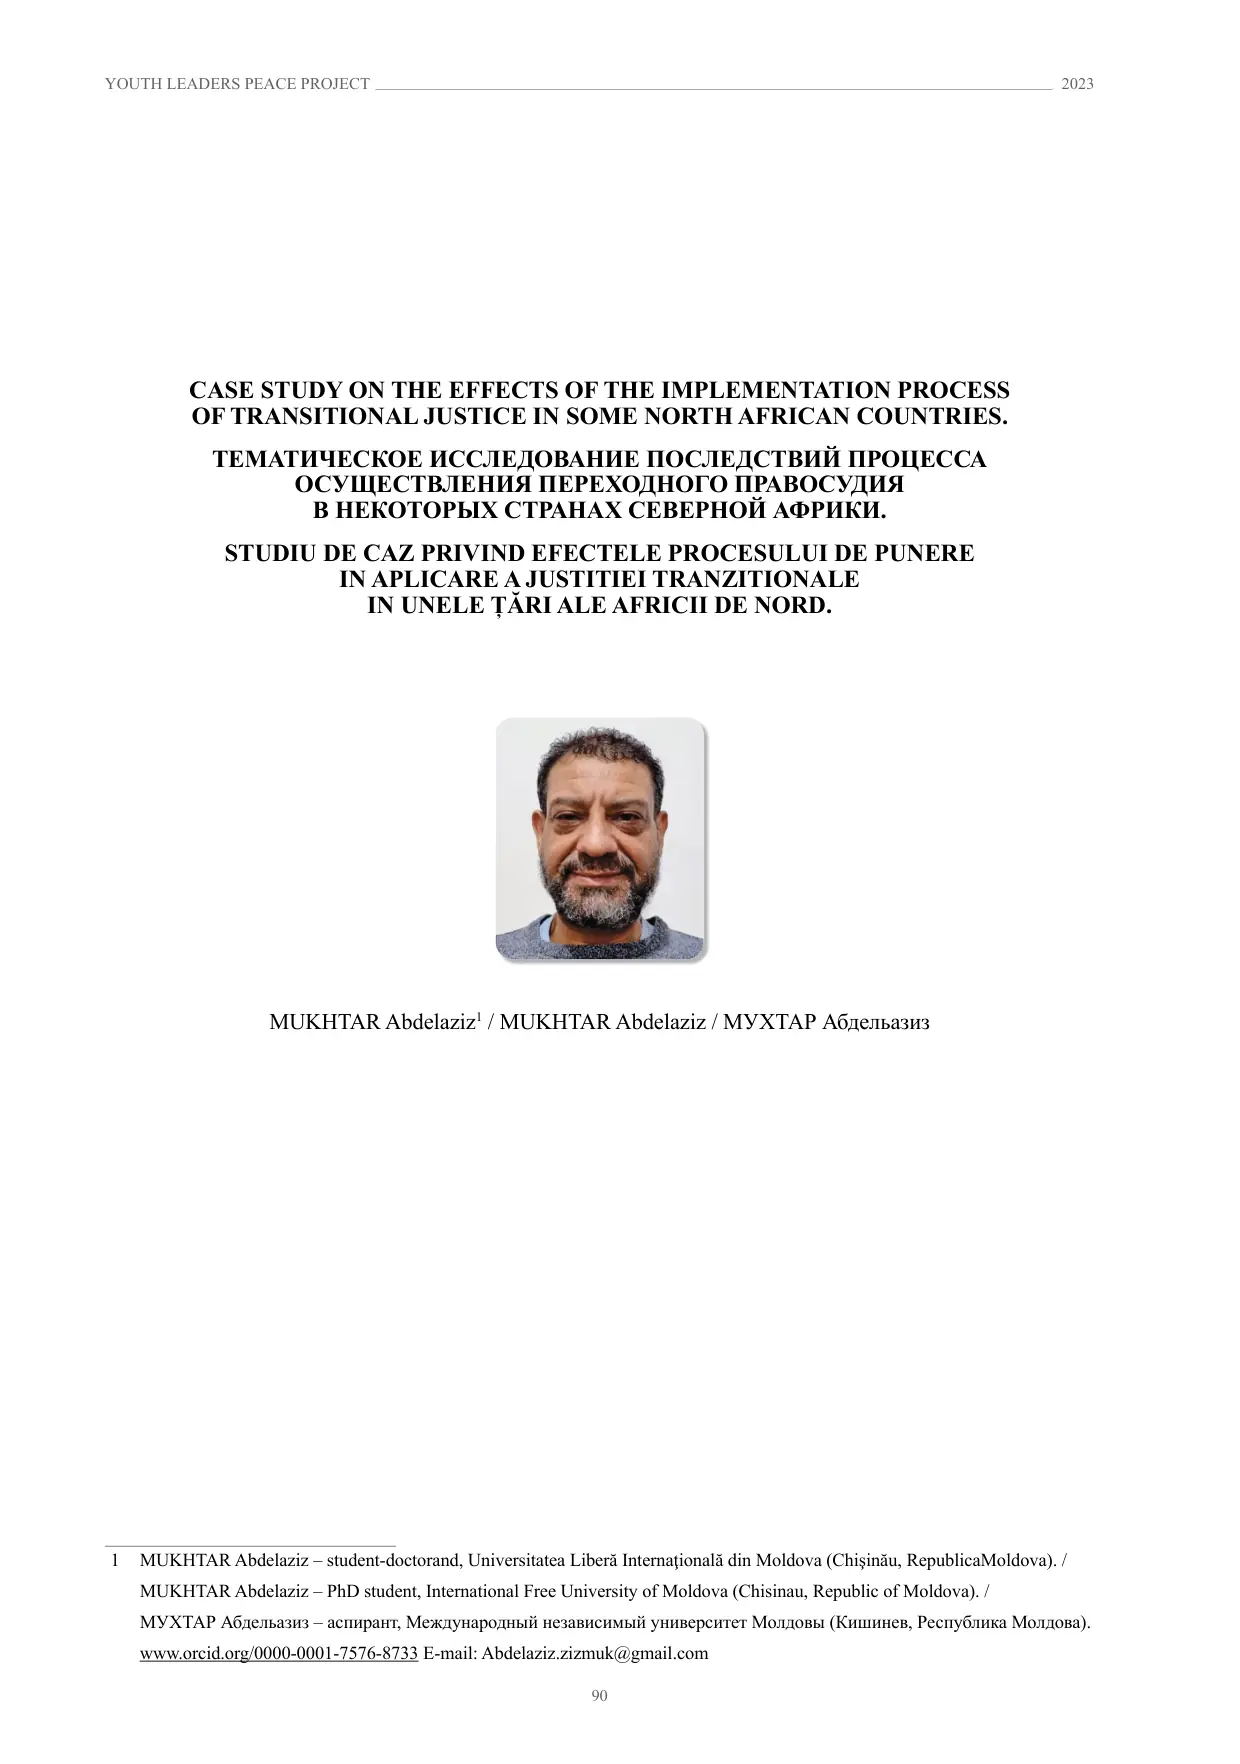 YOUTH LEADERS PEACE PROJECT 2023
CASE STUDY ON THE EFFECTS OF THE IMPLEMENTATION PROCESS
OF TRANSITIONAL JUSTICE IN SOME NORTH AFRICAN COUNTRIES.
ТЕМАТИЧЕСКОЕ ИССЛЕДОВАНИЕ ПОСЛЕДСТВИЙ ПРОЦЕССА
ОСУЩЕСТВЛЕНИЯ ПЕРЕХОДНОГО ПРАВОСУДИЯ
В НЕКОТОРЫХ СТРАНАХ СЕВЕРНОЙ АФРИКИ.
STUDIU DE CAZ PRIVIND EFECTELE PROCESULUI DE PUNERE
IN APLICARE A JUSTITIEI TRANZITIONALE
IN UNELE ȚĂRI ALE AFRICII DE NORD.
MUKHTAR Abdelaziz1 / MUKHTAR Abdelaziz / МУХТАР Абдельазиз
1 MUKHTAR Abdelaziz – student-doctorand, Universitatea Liberă Internaţională din Moldova (Chişinău, RepublicaMoldova). /
MUKHTAR Abdelaziz – PhD student, International Free University of Moldova (Chisinau, Republic of Moldova). /
МУХТАР Абдельазиз – аспирант, Международный независимый университет Молдовы (Кишинев, Республика Молдова).
www.orcid.org/0000-0001-7576-8733 E-mail: Abdelaziz.zizmuk@gmail.com
90